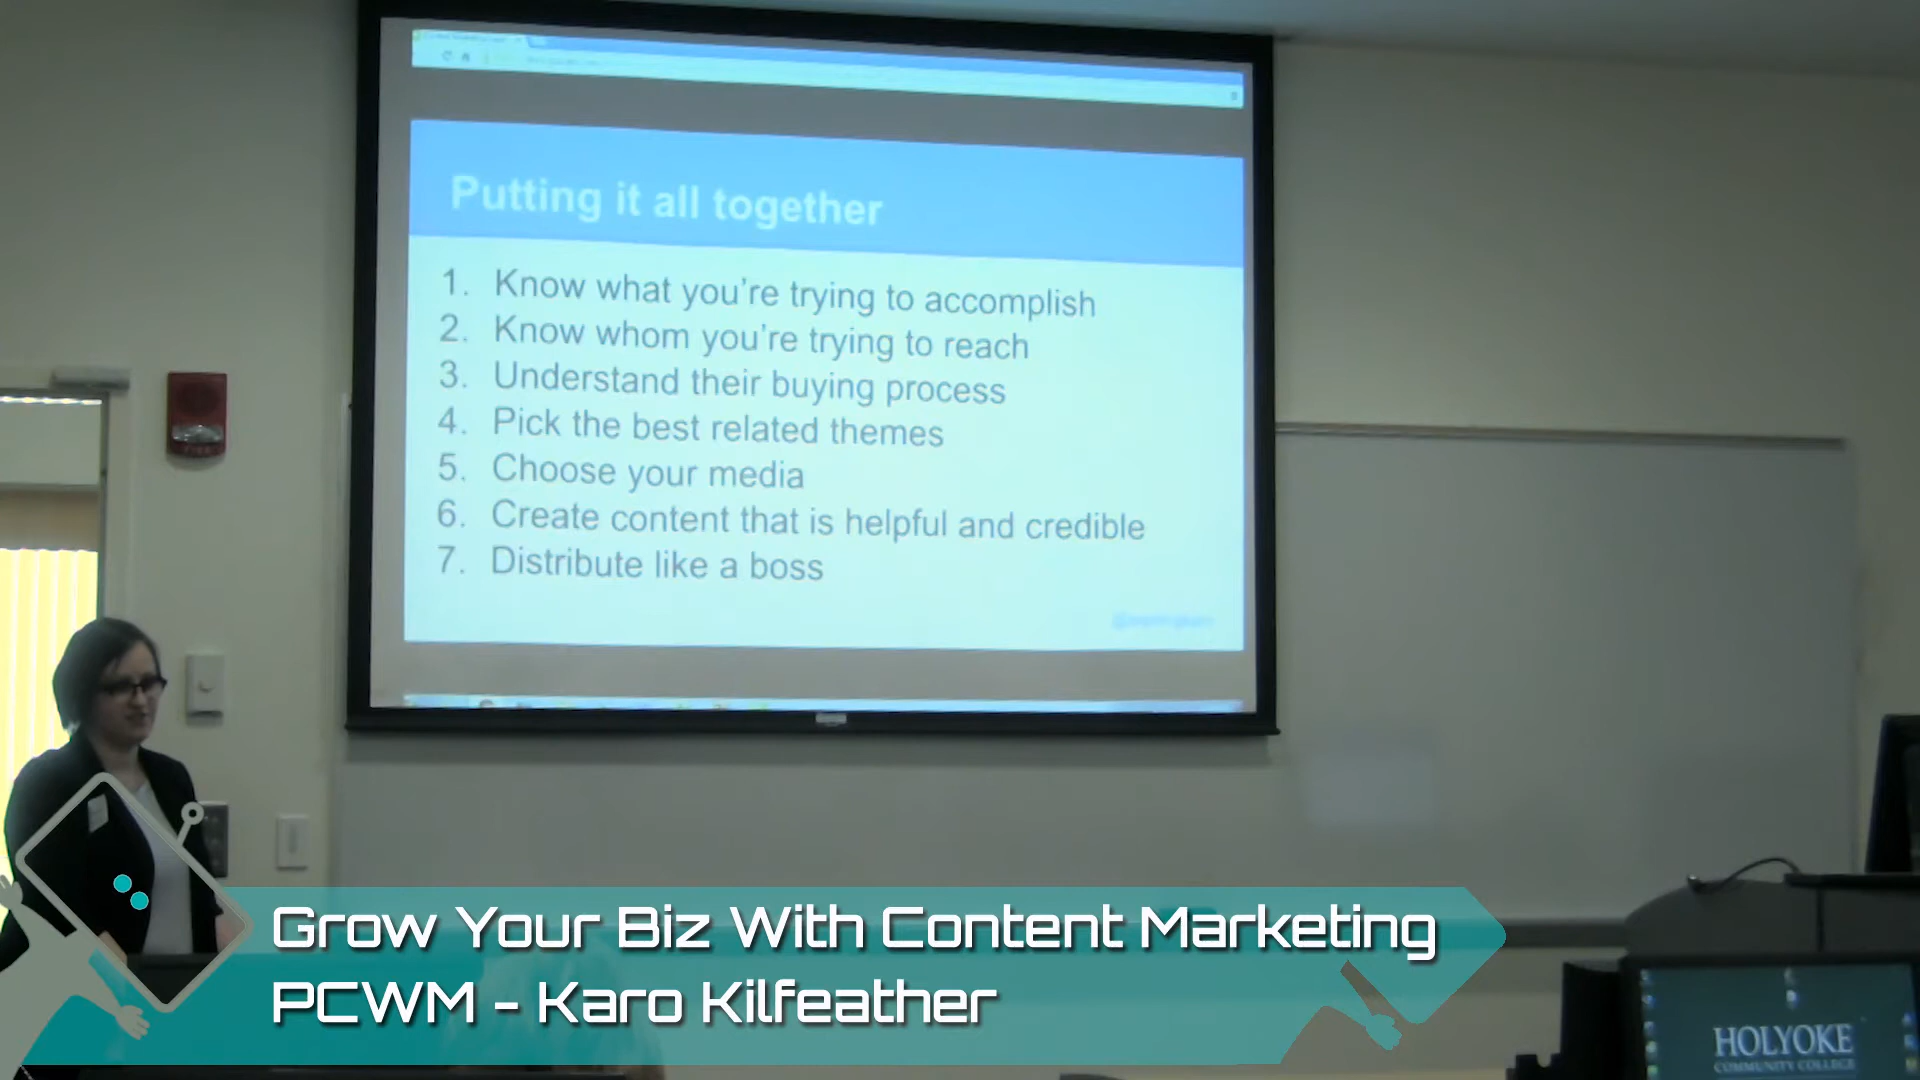 Putting it all together
1. Know what you're trying to accomplish
2. Know whom you're trying to reach
3. Understand their buying process
4. Pick the best related themes
5. Choose your media
6. Create content that is helpful and credible
7. Distribute like a boss
FIRE
Grow Your Biz With Content Marketing
PCWM - Karo Kilfeather
HOLYOKE
COMMUNITY COLLEGE